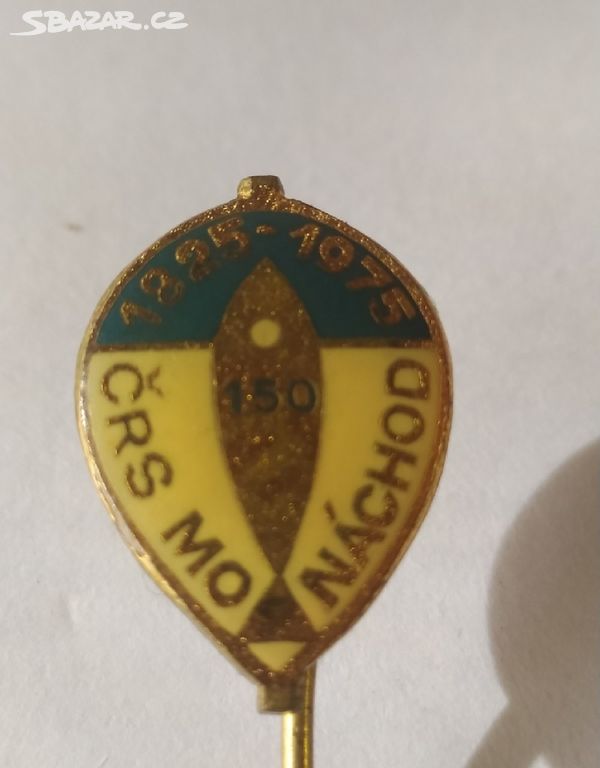 SBAZAR.CZ
1825-1975
150
ČRS MO
NÁCHOD